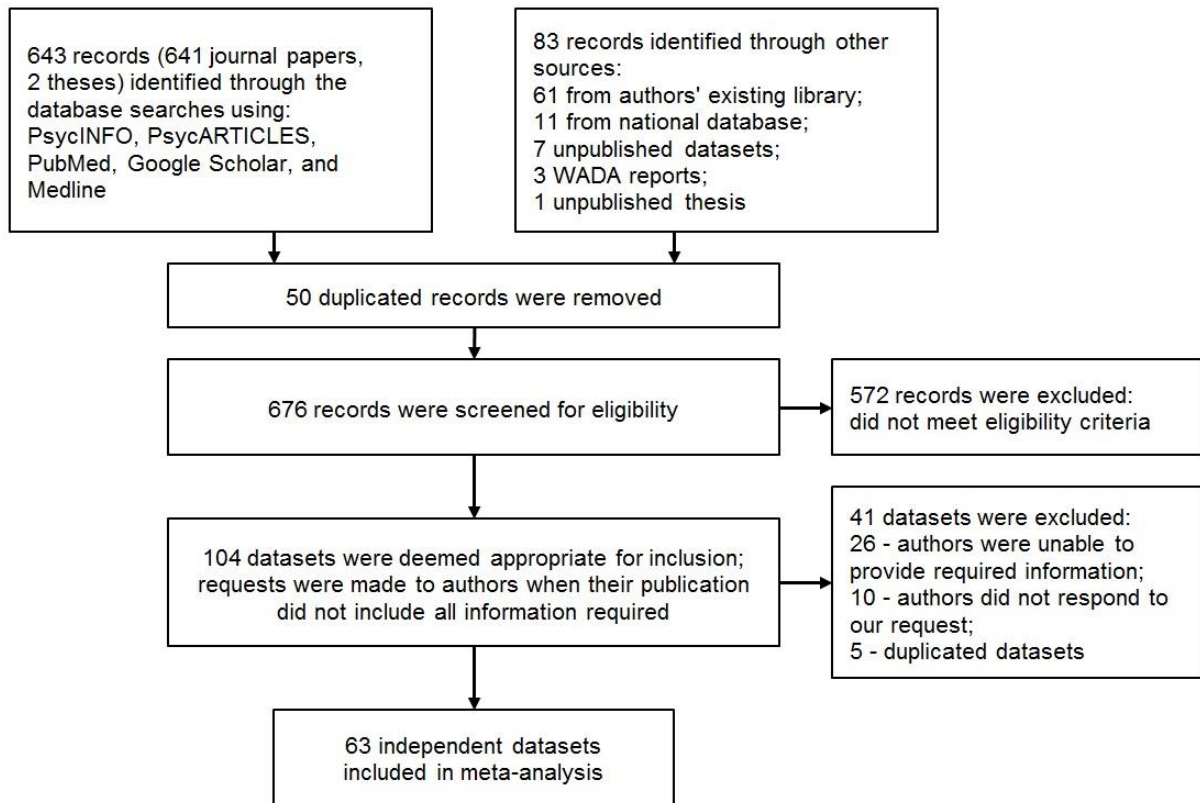 643 records (641 journal papers,
2 theses) identified through the
database searches using:
PsycINFO, PsycARTICLES,
PubMed, Google Scholar, and
Medline
83 records identified through other
sources:
61 from authors' existing library;
11 from national database;
7 unpublished datasets;
3 WADA reports;
1 unpublished thesis
50 duplicated records were removed
676 records were screened for eligibility
572 records were excluded:
did not meet eligibility criteria
104 datasets were deemed appropriate for inclusion;
requests were made to authors when their publication
did not include all information required
41 datasets were excluded:
26 - authors were unable to
provide required information;
10 - authors did not respond to
our request;
5 - duplicated datasets
63 independent datasets
included in meta-analysis